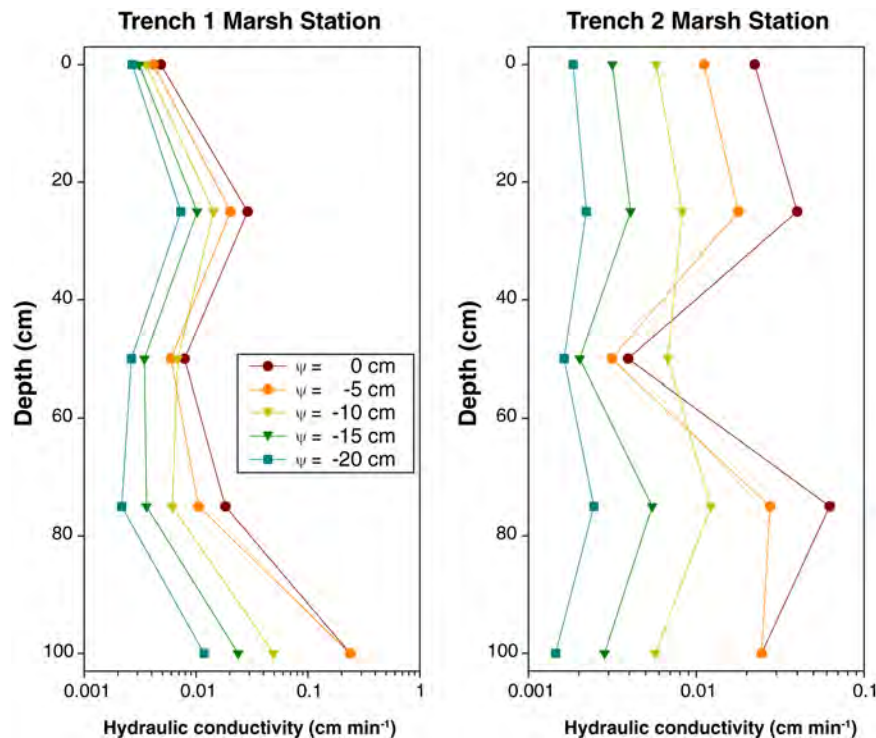 Trench 1 Marsh Station
Trench 2 Marsh Station
Depth (cm)
0
20
40
60
80
100
ψ = 0 cm
ψ = -5 cm
ψ = -10 cm
ψ = -15 cm
ψ = -20 cm
0.001
0.01
0.1
1
Hydraulic conductivity (cm min⁻¹)
Depth (cm)
0
20
40
60
80
100
0.001
0.01
0.1
Hydraulic conductivity (cm min⁻¹)